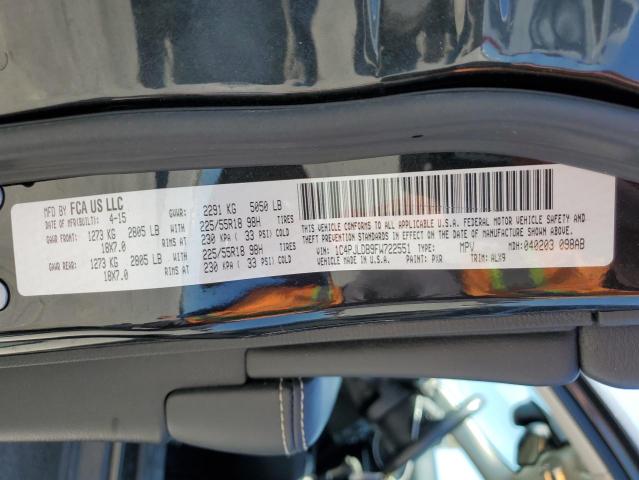 MFD BY FCA US LLC
DATE OF MFR(BUILT): 4-15 GVWR: 2291 KG 5050 LB
GAWR FRONT: 1273 KG 2805 LB 225/55R18 98H TIRES
18X7.0 RIMS AT 230 KPA ( 33 PSI) COLD
GAWR REAR: 1273 KG 2805 LB 225/55R18 98H TIRES
18X7.0 RIMS AT 230 KPA ( 33 PSI) COLD
THIS VEHICLE CONFORMS TO ALL APPLICABLE U.S.A. FEDERAL MOTOR VEHICLE SAFETY,
BUMPER, AND THEFT PREVENTION STANDARDS IN EFFECT ON THE DATE OF MANUFACTURE SHOWN ABOVE.
VIN: 1C4PJLDB9FW722551 TYPE: MPV MDH: 040203 098AB
VEHICLE MADE IN U.S.A. PAINT: PXR TRIM: ALX9